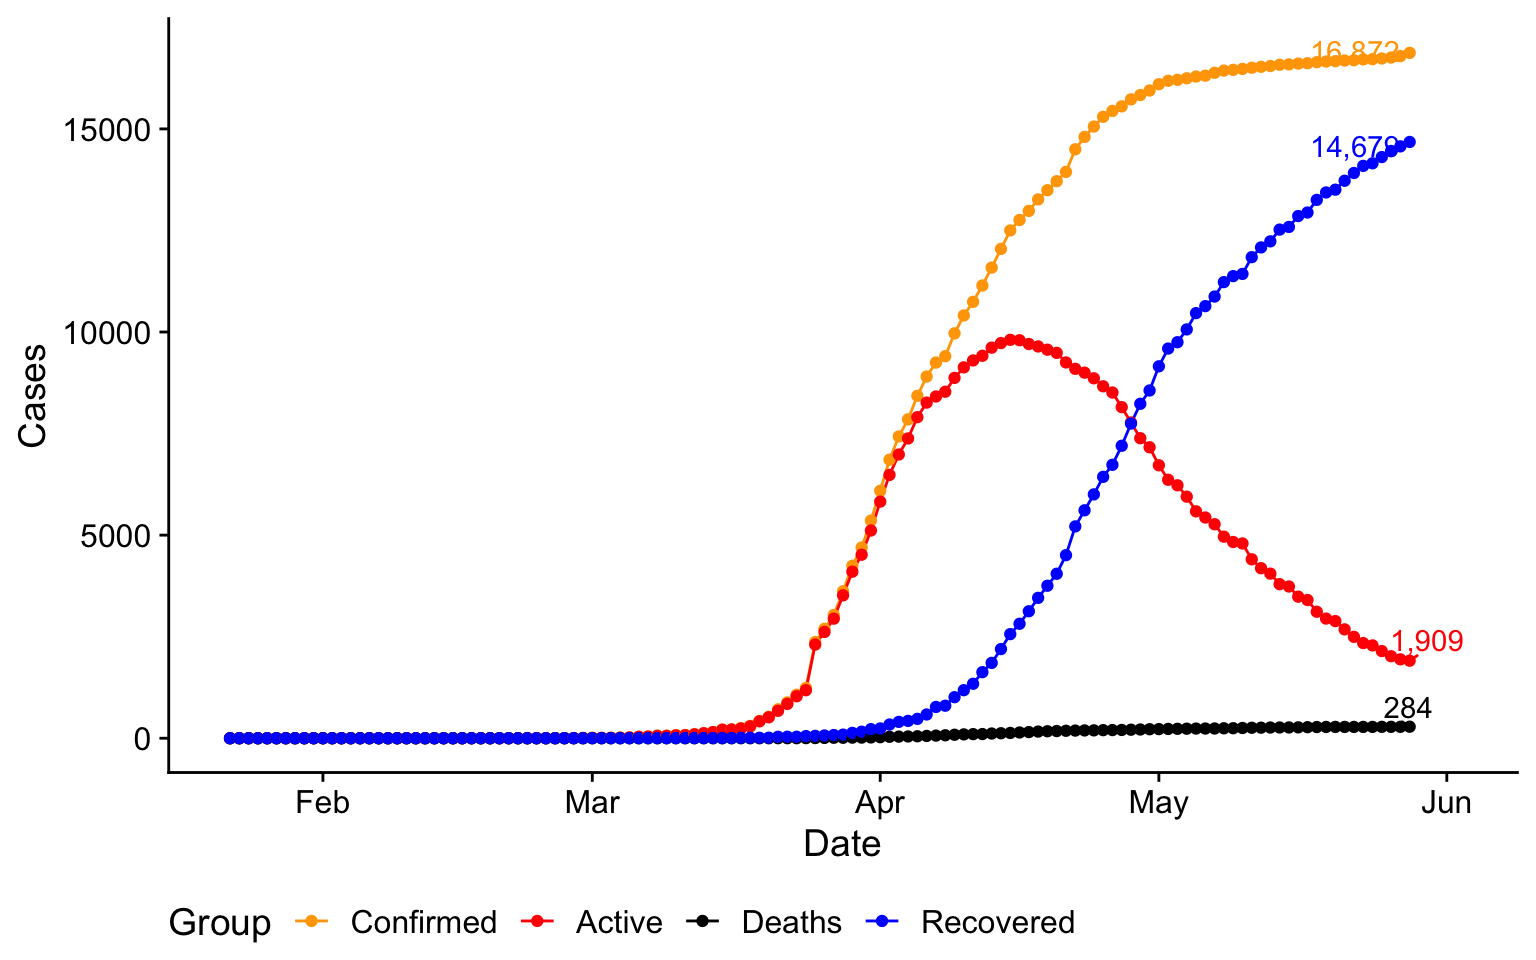 16,872
15000
14,679
10000
Cases
5000
1,909
284
0
Feb Mar Apr May Jun
Date
Group Confirmed Active Deaths Recovered